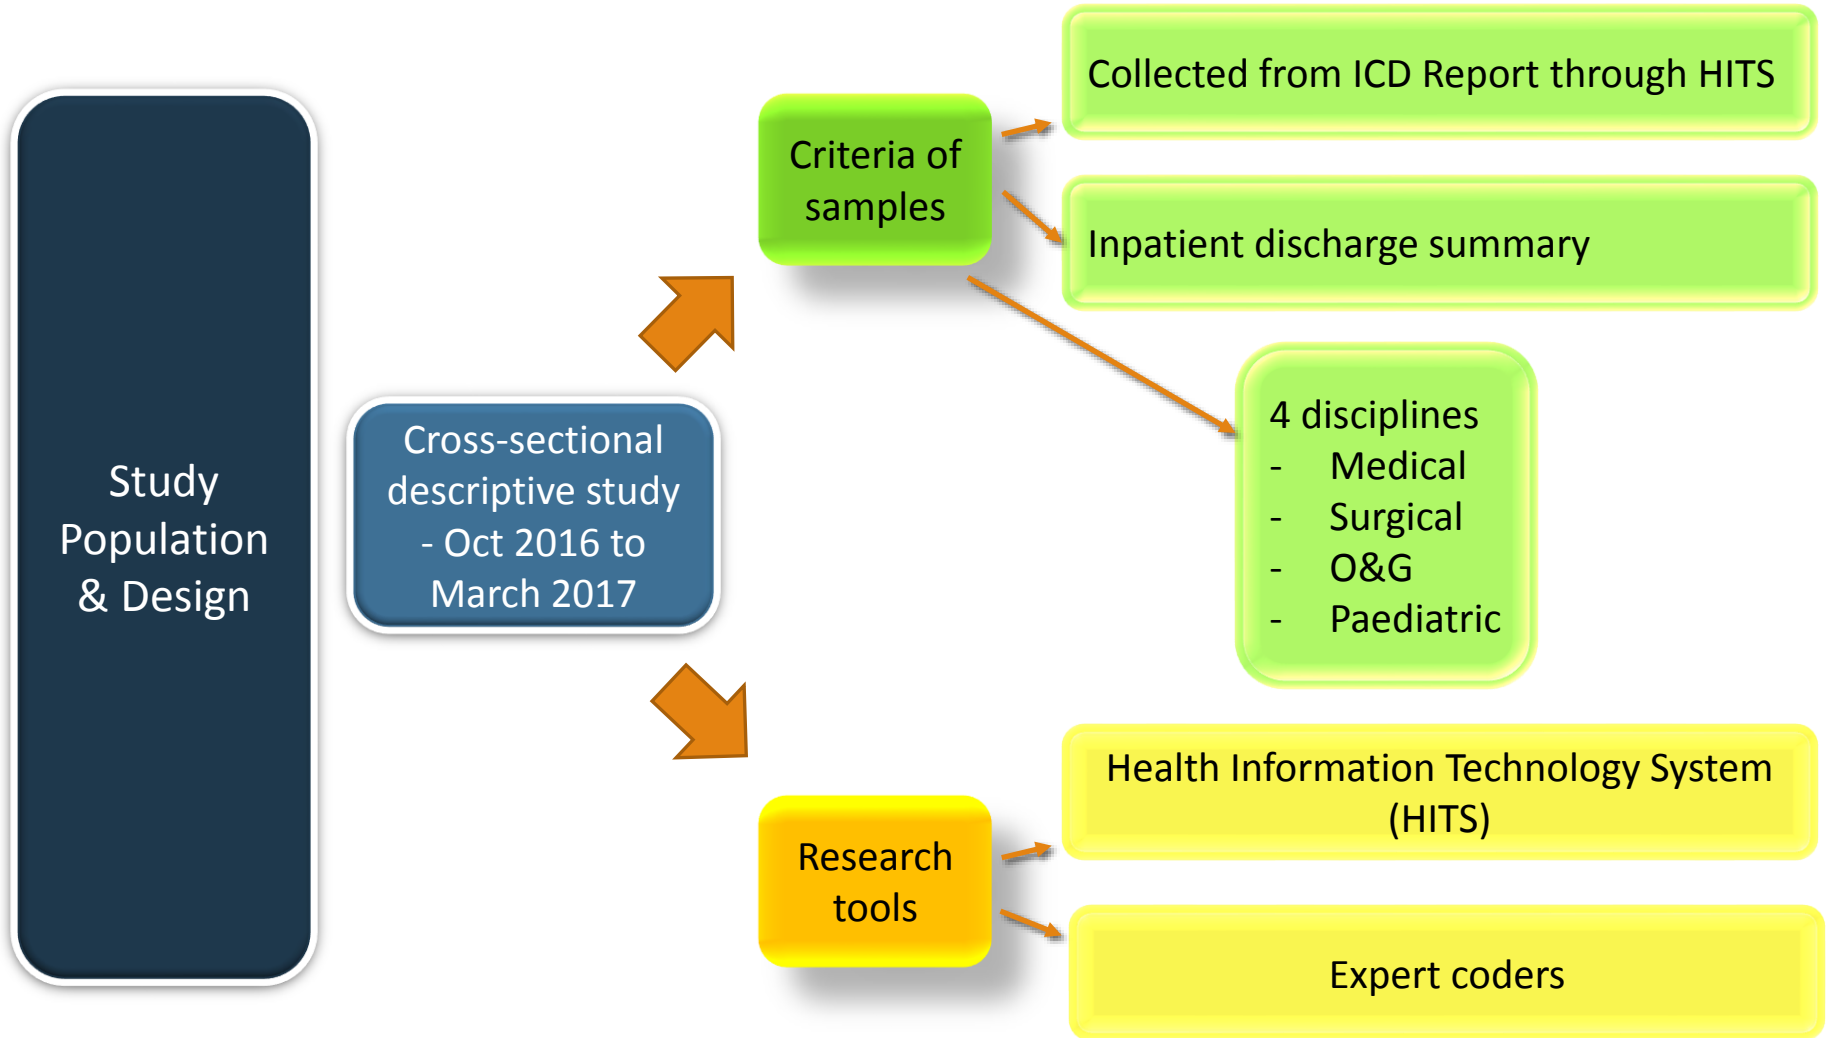 Study
Population
& Design
Cross-sectional
descriptive study
- Oct 2016 to
March 2017
Criteria of
samples
Collected from ICD Report through HITS
Inpatient discharge summary
4 disciplines
- Medical
- Surgical
- O&G
- Paediatric
Research
tools
Health Information Technology System
(HITS)
Expert coders